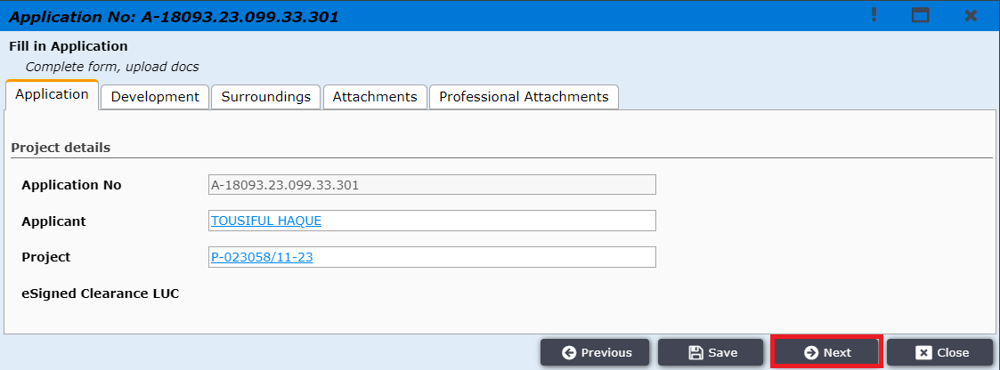 Application No: A-18093.23.099.33.301
Fill in Application
Complete form, upload docs
Application Development Surroundings Attachments Professional Attachments
Project details
Application No A-18093.23.099.33.301
Applicant TOUSIFUL HAQUE
Project P-023058/11-23
eSigned Clearance LUC
Previous Save Next Close